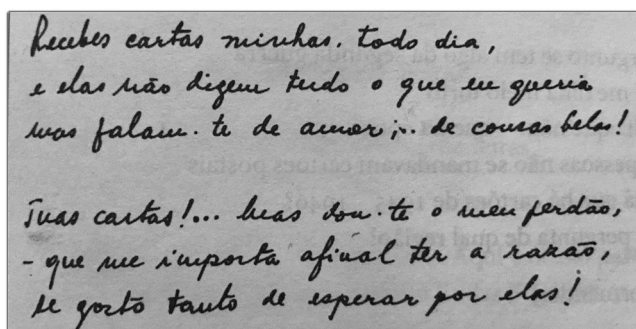 Recebes cartas minhas. todo dia,
e elas não dizem tudo o que eu queria
mas falam-te de amor;.. de cousas belas!
Tuas cartas!... Mas dou-te o meu perdão,
- que me importa afinal ter a razão,
se gosto tanto de esperar por elas!